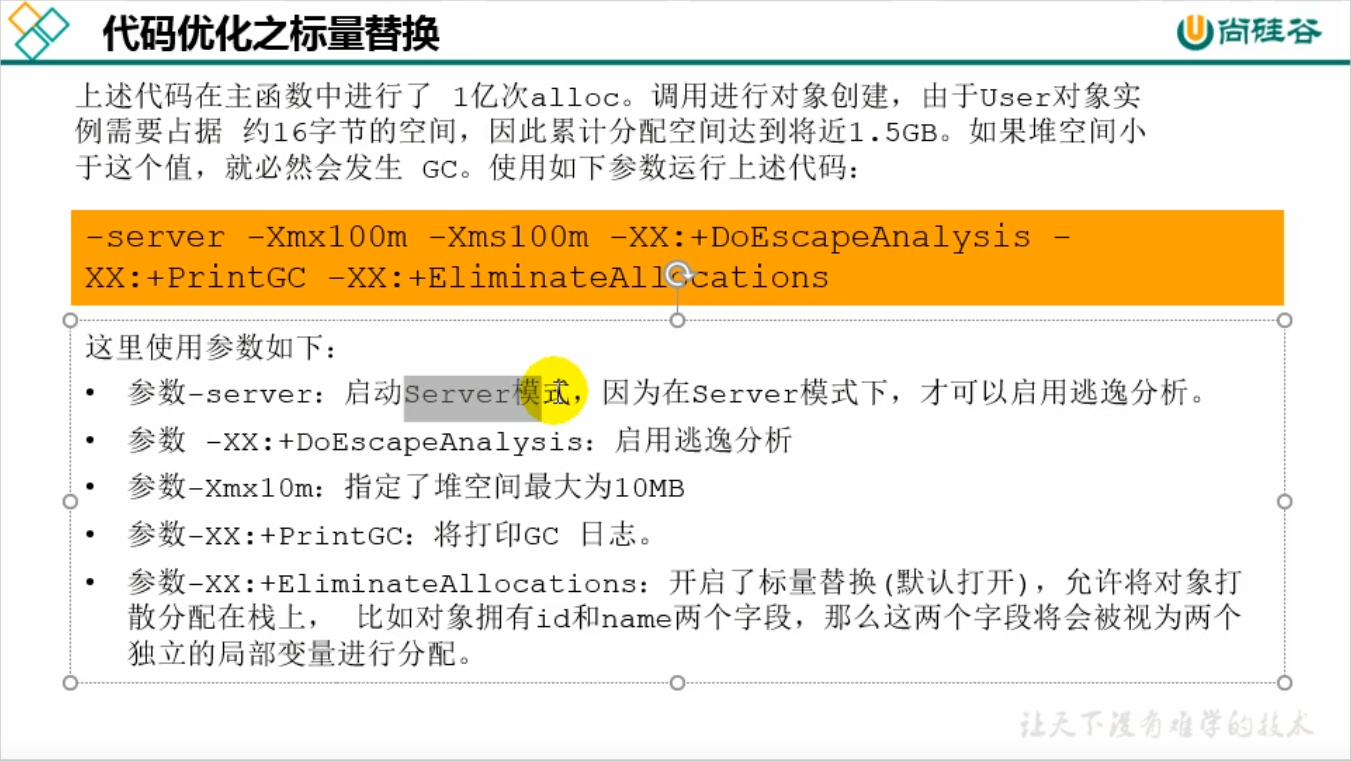 代码优化之标量替换
尚硅谷
上述代码在主函数中进行了 1亿次alloc。调用进行对象创建，由于User对象实
例需要占据 约16字节的空间，因此累计分配空间达到将近1.5GB。如果堆空间小
于这个值，就必然会发生 GC。使用如下参数运行上述代码：
-server -Xmx100m -Xms100m -XX:+DoEscapeAnalysis -
XX:+PrintGC -XX:+EliminateAllocations
这里使用参数如下：
• 参数-server：启动Server模式，因为在Server模式下，才可以启用逃逸分析。
• 参数 -XX:+DoEscapeAnalysis：启用逃逸分析
• 参数-Xmx10m：指定了堆空间最大为10MB
• 参数-XX:+PrintGC：将打印GC 日志。
• 参数-XX:+EliminateAllocations：开启了标量替换(默认打开)，允许将对象打
散分配在栈上， 比如对象拥有id和name两个字段，那么这两个字段将会被视为两个
独立的局部变量进行分配。
让天下没有难学的技术